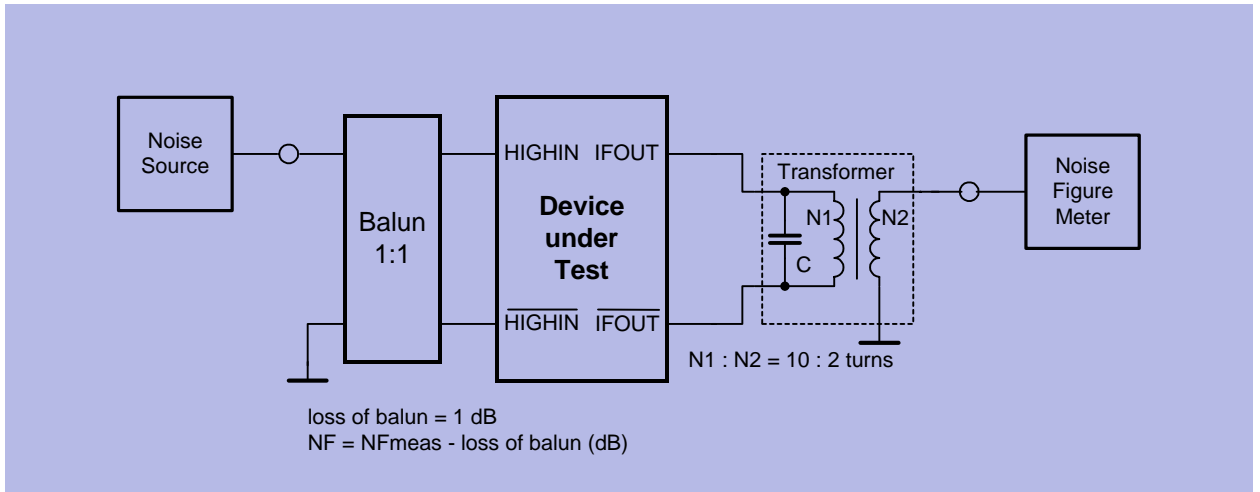 Noise
Source
Balun
1:1
HIGHIN IFOUT
Device
under
Test
HIGHIN IFOUT
Transformer
N1 N2
C
N1 : N2 = 10 : 2 turns
Noise
Figure
Meter
loss of balun = 1 dB
NF = NFmeas - loss of balun (dB)